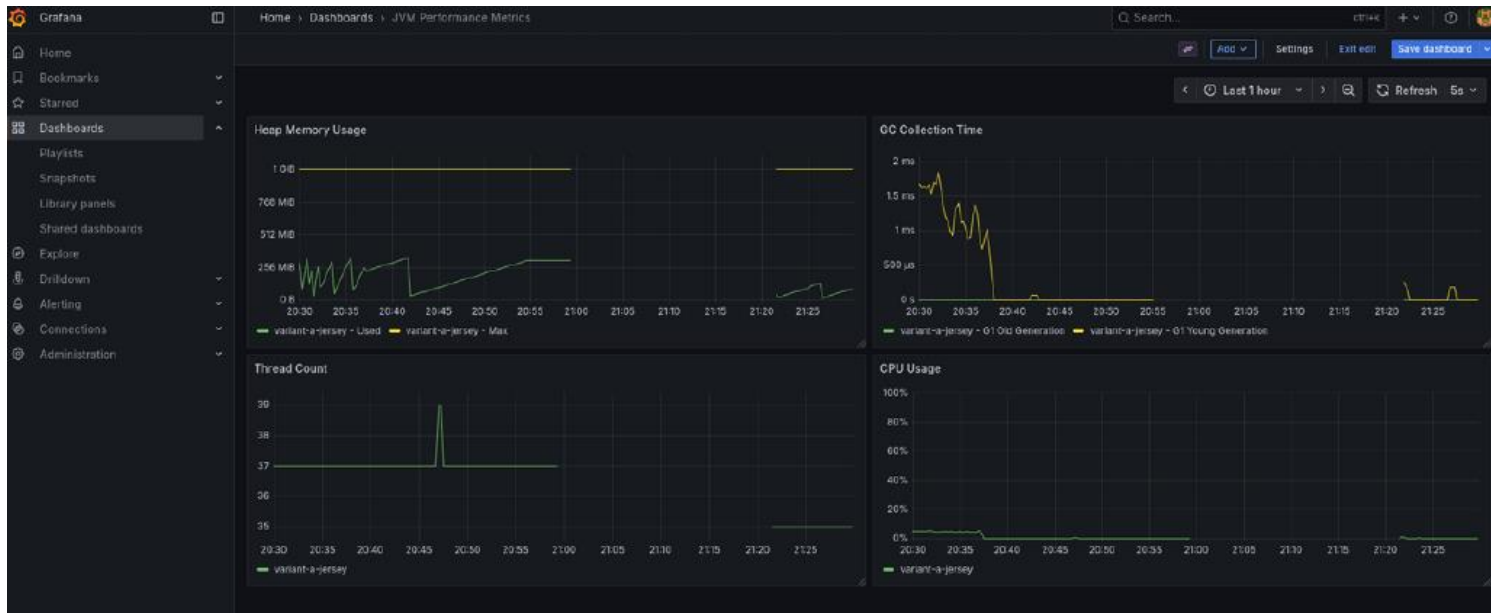 Grafana
Home › Dashboards › JVM Performance Metrics
Search...
ctrl+k
Home
Bookmarks
Starred
Dashboards
Playlists
Snapshots
Library panels
Shared dashboards
Explore
Drilldown
Alerting
Connections
Administration
Add
Settings
Exit edit
Save dashboard
Last 1 hour
Refresh 5s
Heap Memory Usage
1 GiB
768 MiB
512 MiB
256 MiB
0 B
20:30 20:35 20:40 20:45 20:50 20:55 21:00 21:05 21:10 21:15 21:20 21:25
variant-a-jersey - Used variant-a-jersey - Max
GC Collection Time
2 ms
1.5 ms
1 ms
500 µs
0 s
20:30 20:35 20:40 20:45 20:50 20:55 21:00 21:05 21:10 21:15 21:20 21:25
variant-a-jersey - G1 Old Generation variant-a-jersey - G1 Young Generation
Thread Count
39
38
37
36
35
20:30 20:35 20:40 20:45 20:50 20:55 21:00 21:05 21:10 21:15 21:20 21:25
variant-a-jersey
CPU Usage
100%
80%
60%
40%
20%
0%
20:30 20:35 20:40 20:45 20:50 20:55 21:00 21:05 21:10 21:15 21:20 21:25
variant-a-jersey